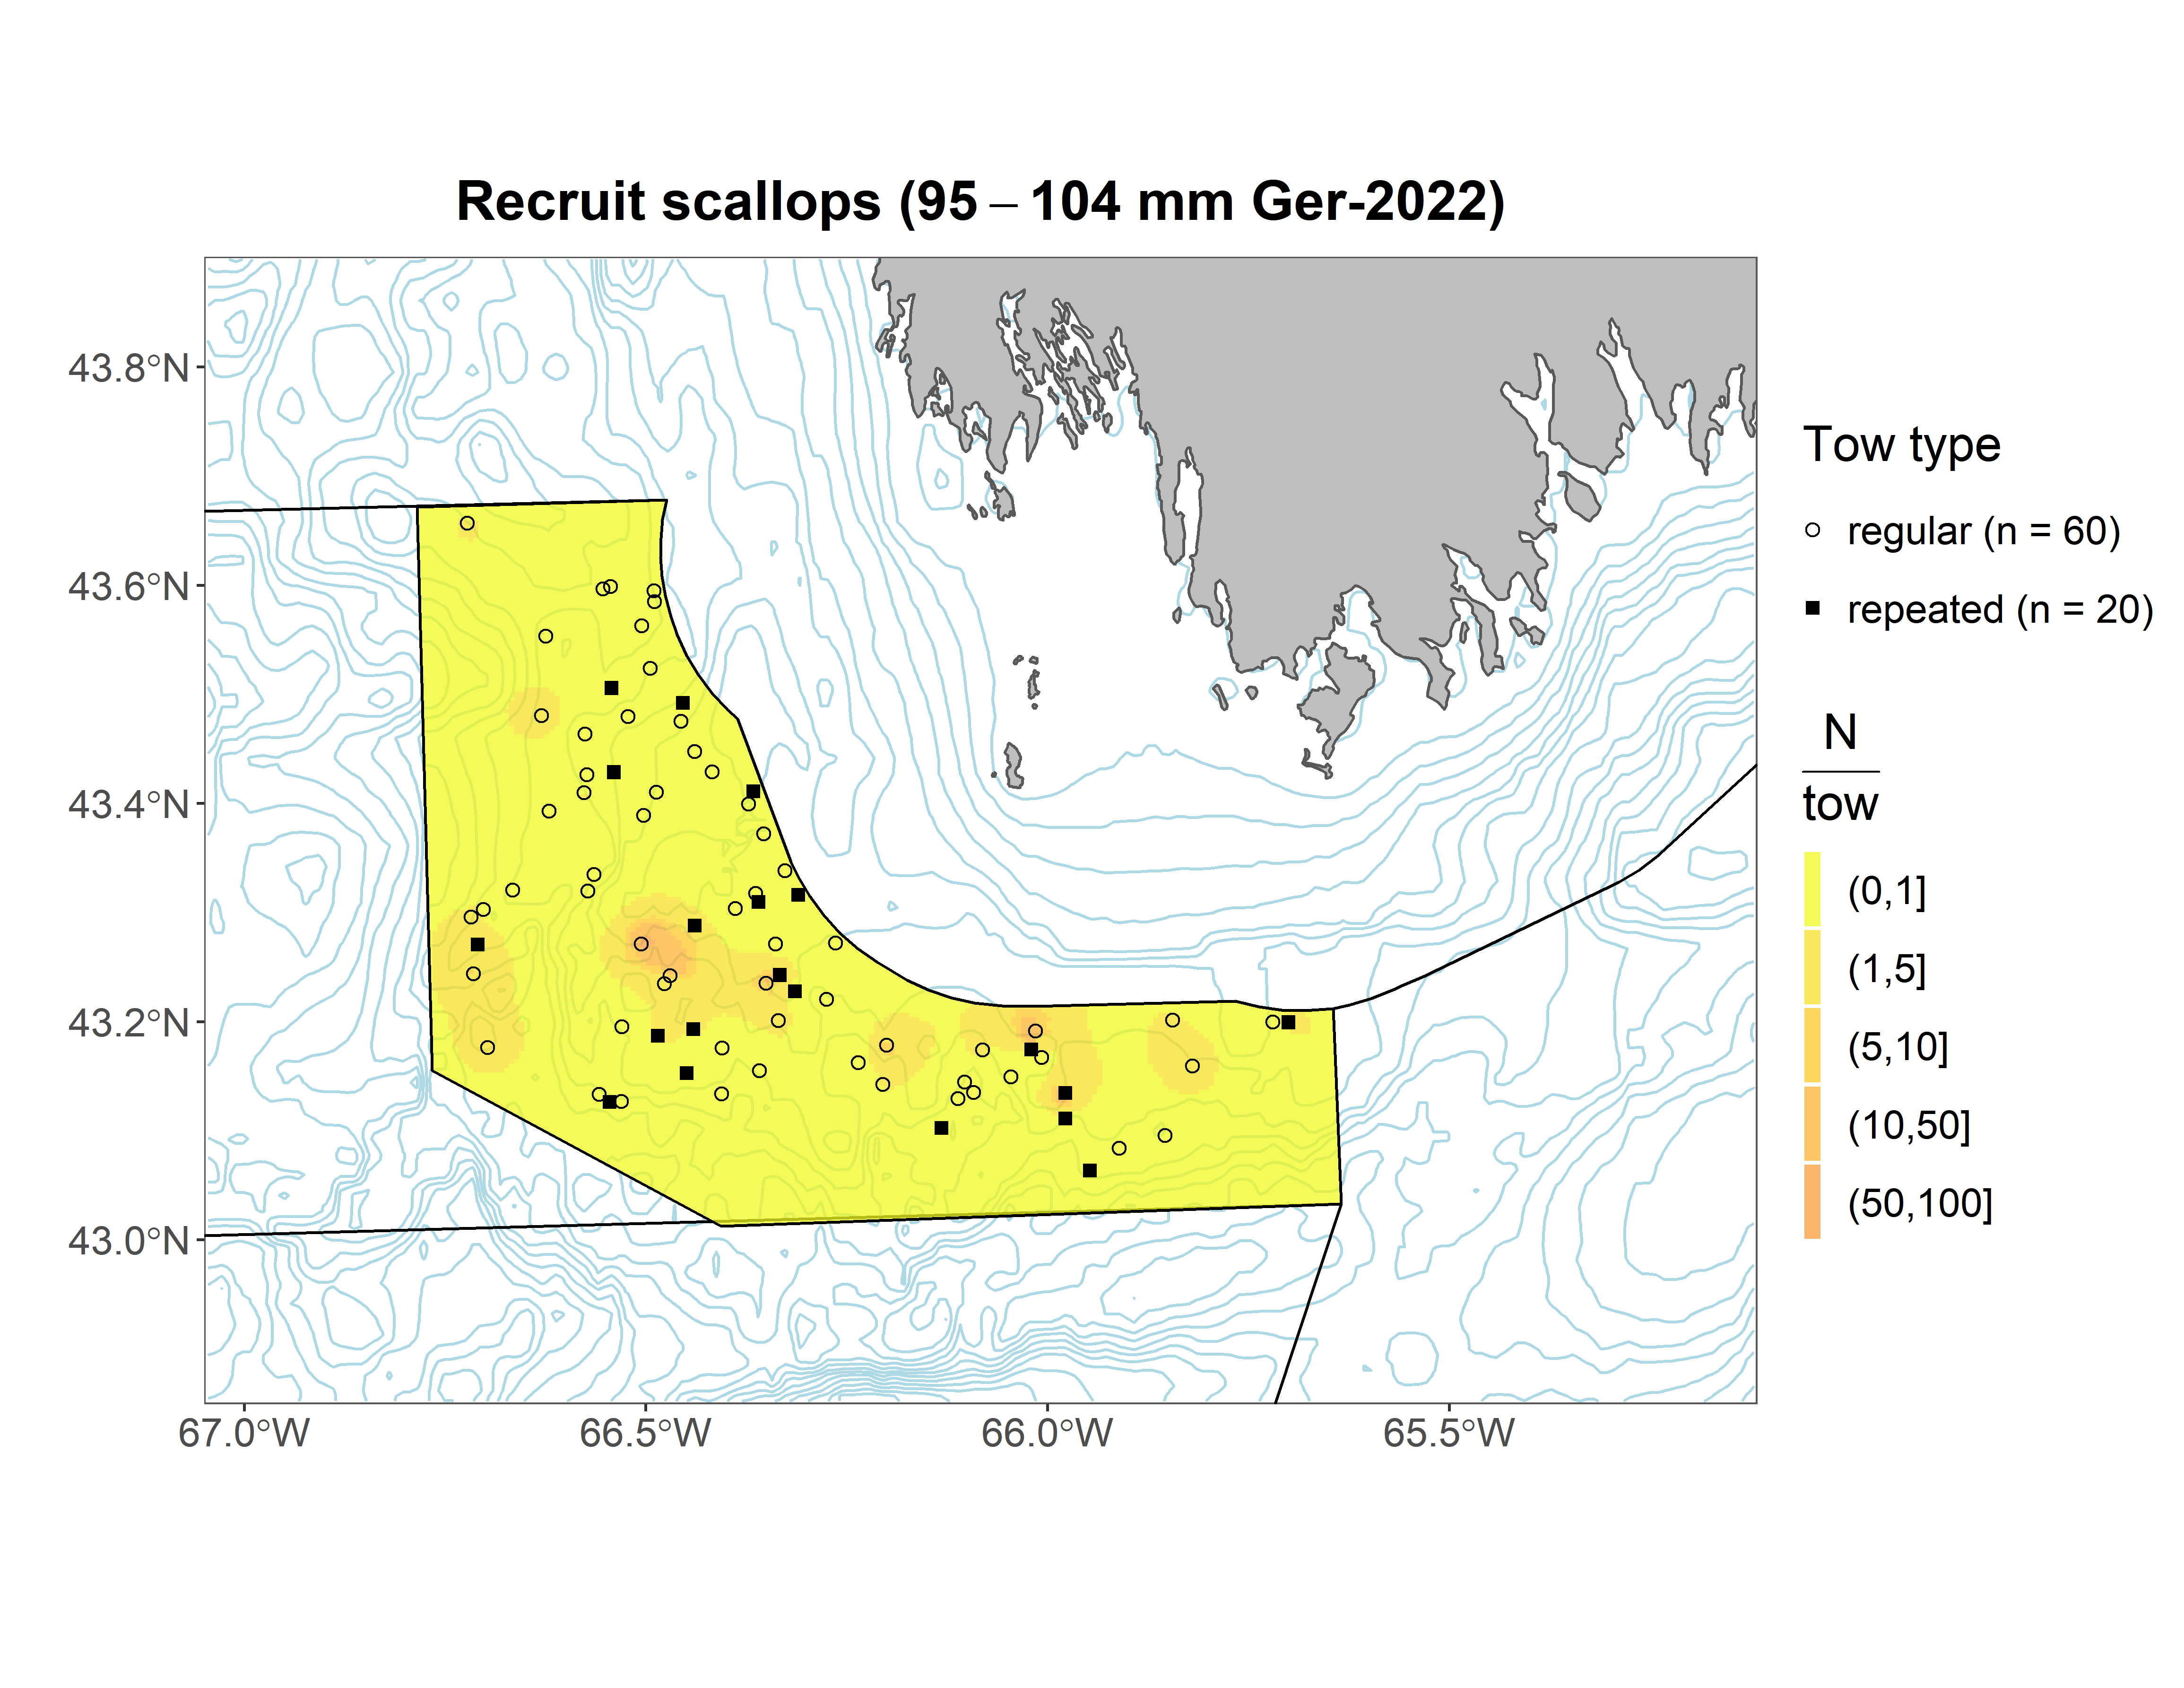 Recruit scallops (95 – 104 mm Ger-2022)
43.8°N
43.6°N
43.4°N
43.2°N
43.0°N
67.0°W
66.5°W
66.0°W
65.5°W
Tow type
regular (n = 60)
repeated (n = 20)
N
tow
(0,1]
(1,5]
(5,10]
(10,50]
(50,100]